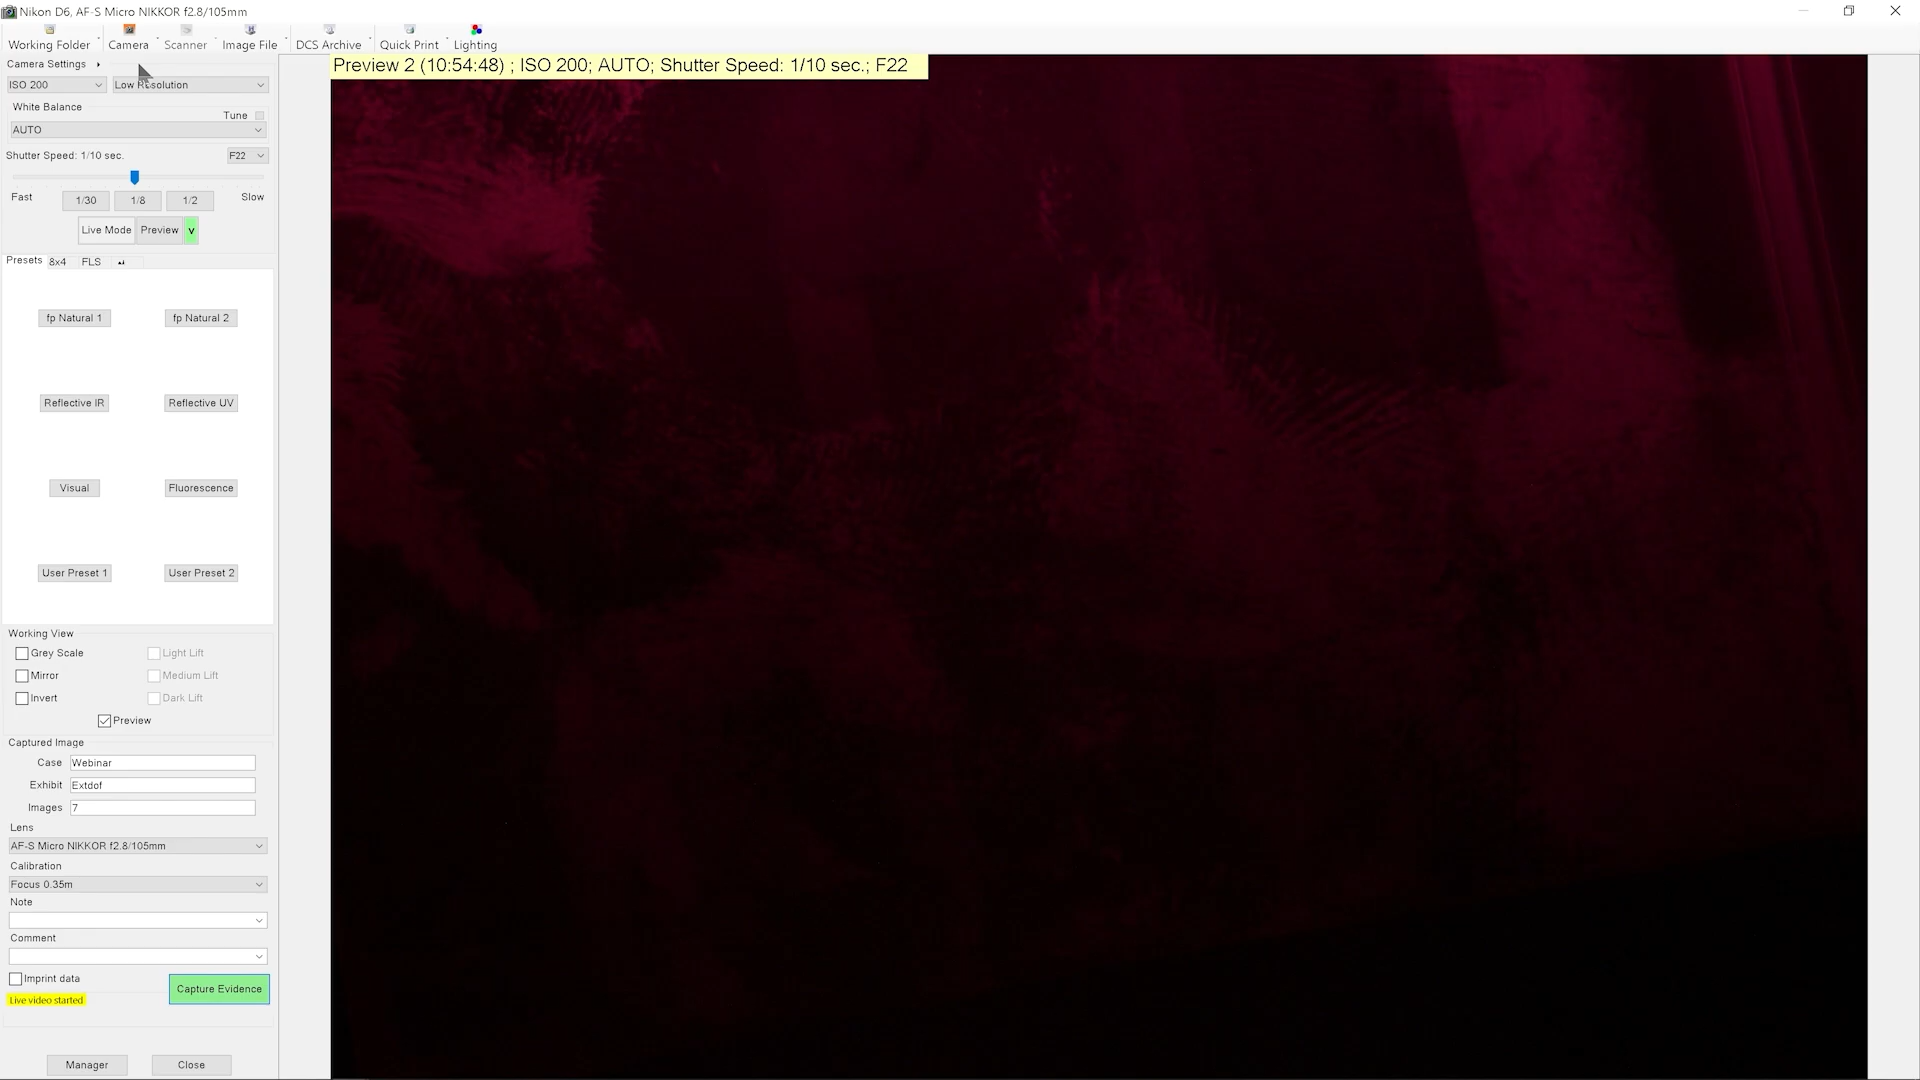 Nikon D6, AF-S Micro NIKKOR f2.8/105mm
Working Folder Camera Scanner Image File DCS Archive Quick Print Lighting
Camera Settings
Preview 2 (10:54:48) ; ISO 200; AUTO; Shutter Speed: 1/10 sec.; F22
ISO 200 Low Resolution
White Balance
Tune
AUTO
Shutter Speed: 1/10 sec. F22
Fast 1/30 1/8 1/2 Slow
Live Mode Preview v
Presets 8x4 FLS
fp Natural 1 fp Natural 2
Reflective IR Reflective UV
Visual Fluorescence
User Preset 1 User Preset 2
Working View
Grey Scale Light Lift
Mirror Medium Lift
Invert Dark Lift
Preview
Captured Image
Case Webinar
Exhibit Extdof
Images 7
Lens
AF-S Micro NIKKOR f2.8/105mm
Calibration
Focus 0.35m
Note
Comment
Imprint data
Capture Evidence
Live video started
Manager Close